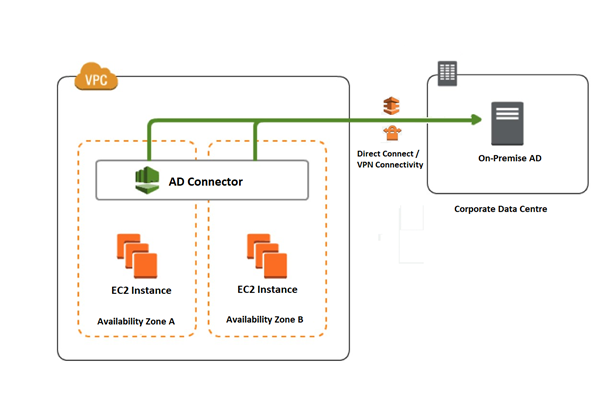 VPC
AD Connector
EC2 Instance
EC2 Instance
Availability Zone A
Availability Zone B
Direct Connect /
VPN Connectivity
On-Premise AD
Corporate Data Centre